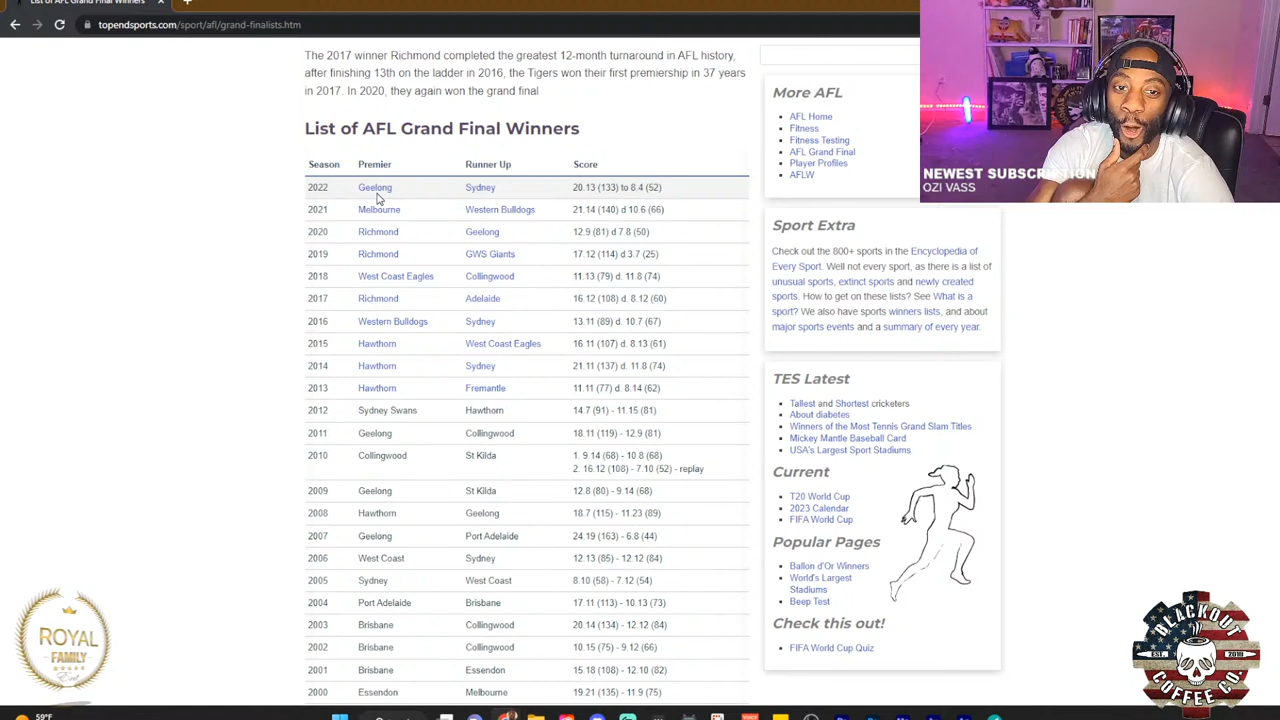 List of AFL Grand Final Winners
topendsports.com/sport/afl/grand-finalists.htm
The 2017 winner Richmond completed the greatest 12-month turnaround in AFL history,
after finishing 13th on the ladder in 2016, the Tigers won their first premiership in 37 years
in 2017. In 2020, they again won the grand final
List of AFL Grand Final Winners
Season Premier Runner Up Score
2022 Geelong Sydney 20.13 (133) to 8.4 (52)
2021 Melbourne Western Bulldogs 21.14 (140) d 10.6 (66)
2020 Richmond Geelong 12.9 (81) d 7.8 (50)
2019 Richmond GWS Giants 17.12 (114) d 3.7 (25)
2018 West Coast Eagles Collingwood 11.13 (79) d. 11.8 (74)
2017 Richmond Adelaide 16.12 (108) d. 8.12 (60)
2016 Western Bulldogs Sydney 13.11 (89) d. 10.7 (67)
2015 Hawthorn West Coast Eagles 16.11 (107) d. 8.13 (61)
2014 Hawthorn Sydney 21.11 (137) d. 11.8 (74)
2013 Hawthorn Fremantle 11.11 (77) d. 8.14 (62)
2012 Sydney Swans Hawthorn 14.7 (91) - 11.15 (81)
2011 Geelong Collingwood 18.11 (119) - 12.9 (81)
2010 Collingwood St Kilda 1. 9.14 (68) - 10.8 (68)
2. 16.12 (108) - 7.10 (52) - replay
2009 Geelong St Kilda 12.8 (80) - 9.14 (68)
2008 Hawthorn Geelong 18.7 (115) - 11.23 (89)
2007 Geelong Port Adelaide 24.19 (163) - 6.8 (44)
2006 West Coast Sydney 12.13 (85) - 12.12 (84)
2005 Sydney West Coast 8.10 (58) - 7.12 (54)
2004 Port Adelaide Brisbane 17.11 (113) - 10.13 (73)
2003 Brisbane Collingwood 20.14 (134) - 12.12 (84)
2002 Brisbane Collingwood 10.15 (75) - 9.12 (66)
2001 Brisbane Essendon 15.18 (108) - 12.10 (82)
2000 Essendon Melbourne 19.21 (135) - 11.9 (75)
More AFL
AFL Home
Fitness
Fitness Testing
AFL Grand Final
Player Profiles
AFLW
Sport Extra
Check out the 800+ sports in the Encyclopedia of
Every Sport. Well not every sport, as there is a list of
unusual sports, extinct sports and newly created
sports. How to get on these lists? See What is a
sport? We also have sports winners lists, and about
major sports events and a summary of every year.
TES Latest
Tallest and Shortest cricketers
About diabetes
Winners of the Most Tennis Grand Slam Titles
Mickey Mantle Baseball Card
USA's Largest Sport Stadiums
Current
T20 World Cup
2023 Calendar
FIFA World Cup
Popular Pages
Ballon d'Or Winners
World's Largest
Stadiums
Beep Test
Check this out!
FIFA World Cup Quiz
NEWEST SUBSCRIPTION
OZI VASS
ROYAL
FAMILY
Ent
BLACKOUT
EST. 2018
COFFEE CO.
59°F